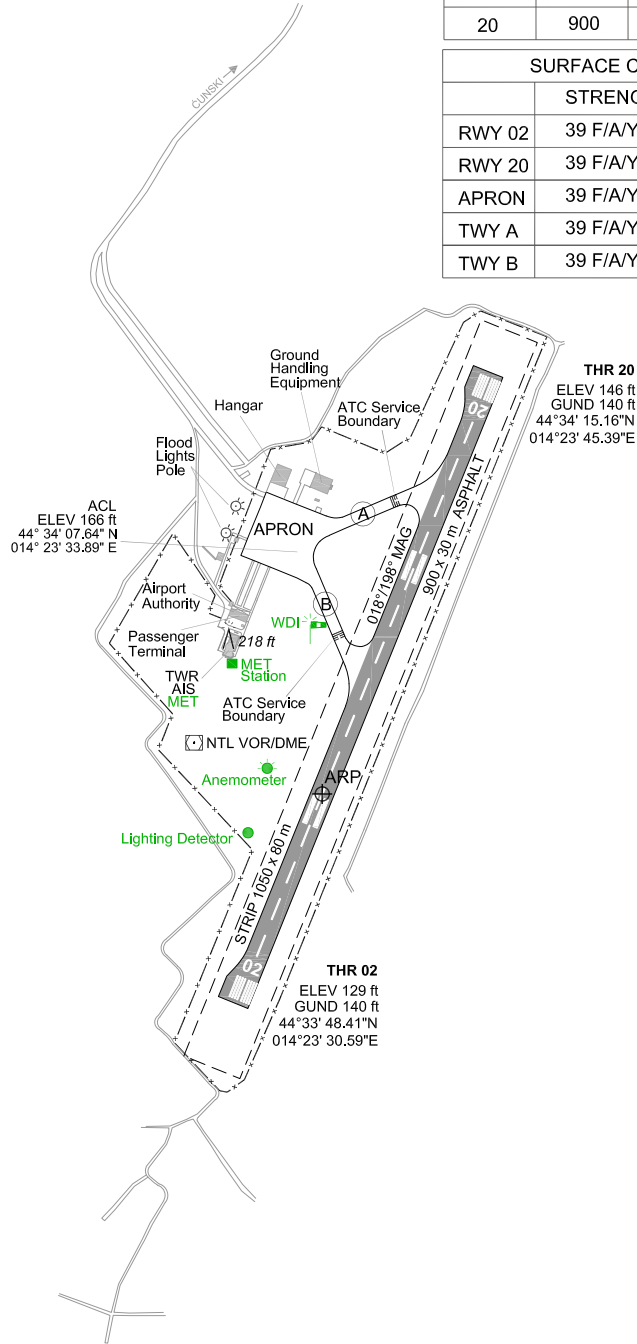 20 900
SURFACE C
STRENG
RWY 02 39 F/A/Y
RWY 20 39 F/A/Y
APRON 39 F/A/Y
TWY A 39 F/A/Y
TWY B 39 F/A/Y
ČUNSKI
THR 20
ELEV 146 ft
GUND 140 ft
44°34' 15.16"N
014°23' 45.39"E
Ground
Handling
Equipment
Hangar
ATC Service
Boundary
Flood
Lights
Pole
20
ACL
ELEV 166 ft
44° 34' 07.64" N
014° 23' 33.89" E
APRON
A
900 x 30 m ASPHALT
018°/198° MAG
Airport
Authority
B
WDI
Passenger
Terminal
218 ft
MET
Station
TWR
AIS
MET
ATC Service
Boundary
NTL VOR/DME
Anemometer
ARP
Lighting Detector
STRIP 1050 x 80 m
02
THR 02
ELEV 129 ft
GUND 140 ft
44°33' 48.41"N
014°23' 30.59"E